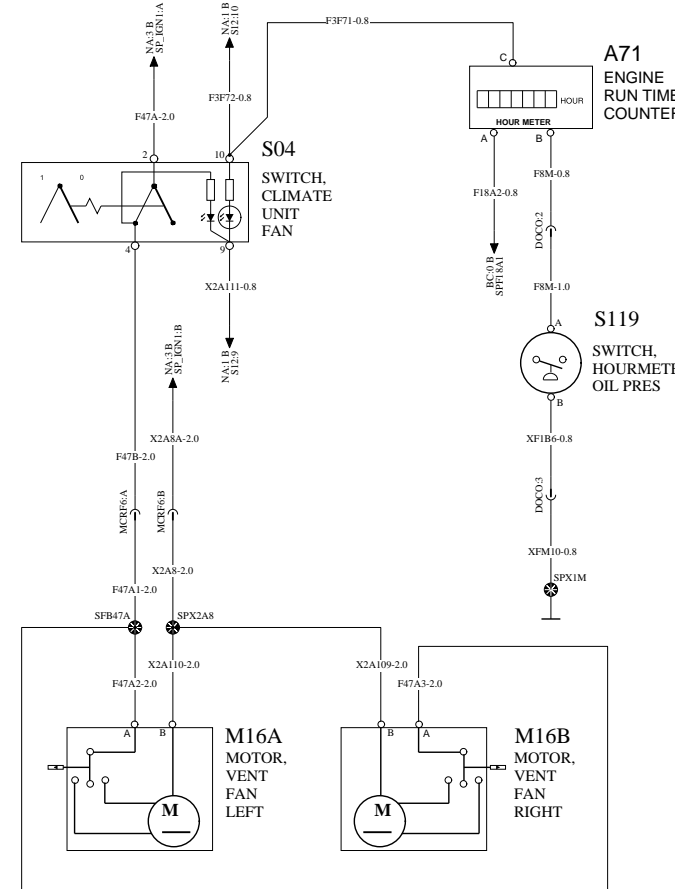 NA:3 B
SP_IGN1:A
NA:1 B
S12:10
F3F71-0.8
C
A71
ENGINE
RUN TIME
COUNTER
HOUR
HOUR METER
A
B
F3F72-0.8
F47A-2.0
2
10
S04
SWITCH,
CLIMATE
UNIT
FAN
1
0
4
9
F8M-0.8
F18A2-0.8
DOCO:2
BC:0 B
SPF18A1
F8M-1.0
X2A111-0.8
NA:1 B
S12:9
NA:3 B
SP_IGN1:B
A
S119
SWITCH,
HOURMETE
OIL PRES
B
X2A8A-2.0
F47B-2.0
XF1B6-0.8
MCRF6:A
MCRF6:B
DOCO:3
XFM10-0.8
X2A8-2.0
F47A1-2.0
SPX1M
SFB47A
SPX2A8
X2A110-2.0
X2A109-2.0
F47A2-2.0
F47A3-2.0
A
B
M16A
MOTOR,
VENT
FAN
LEFT
M
B
A
M16B
MOTOR,
VENT
FAN
RIGHT
M